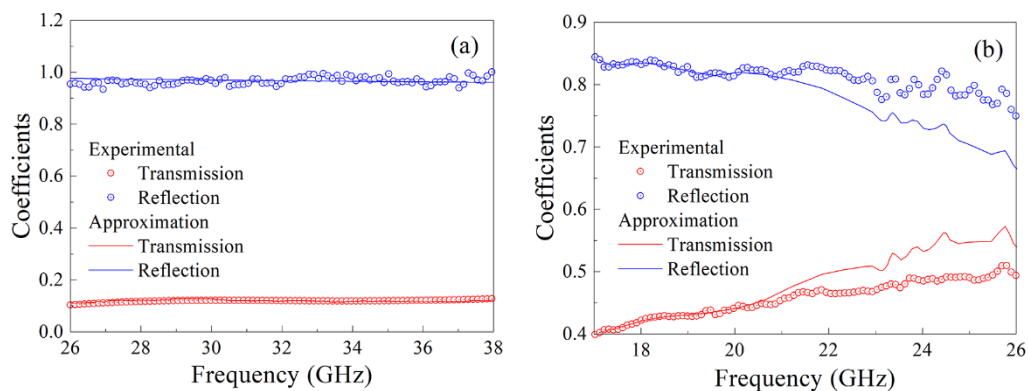 (a)
Coefficients
1.2
1.0
0.8
0.6
0.4
0.2
0.0
Experimental
Transmission
Reflection
Approximation
Transmission
Reflection
26 28 30 32 34 36 38
Frequency (GHz)
(b)
Coefficients
0.9
0.8
0.7
0.6
0.5
0.4
Experimental
Transmission
Reflection
Approximation
Transmission
Reflection
18 20 22 24 26
Frequency (GHz)